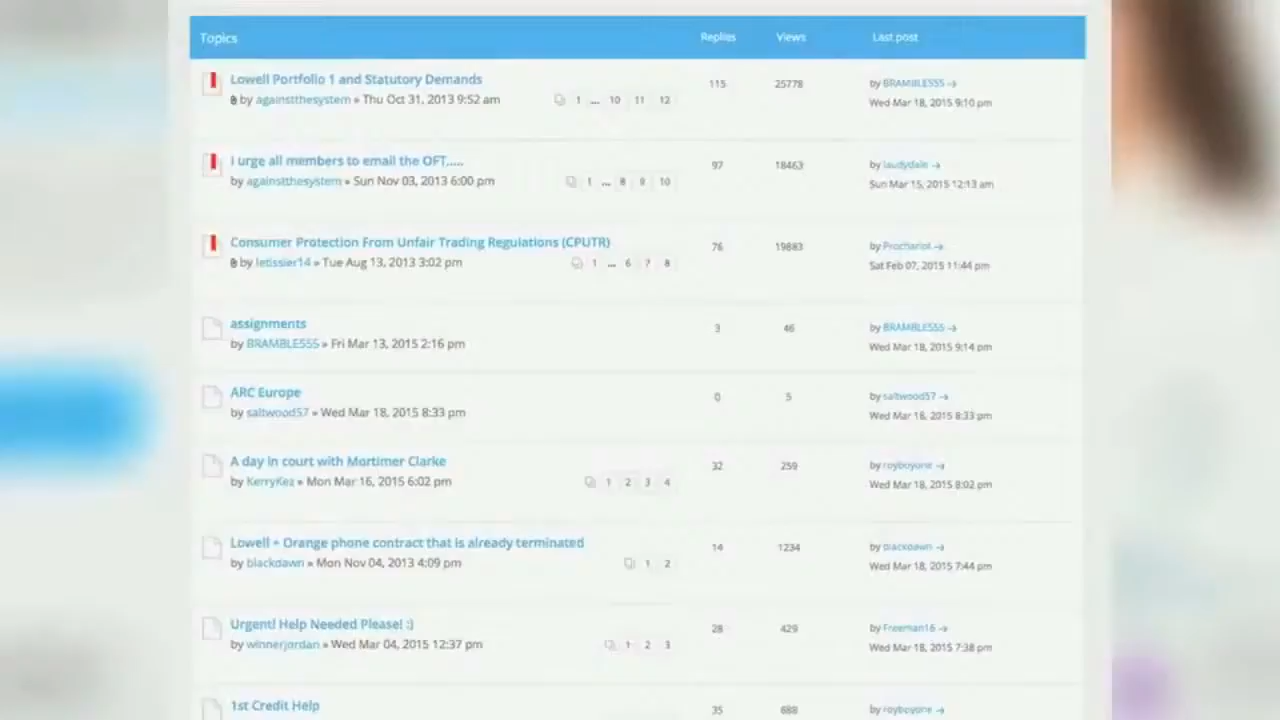 Topics Replies Views Last post
Lowell Portfolio 1 and Statutory Demands 115 25778 by BRAMBLE555
by againstthesystem » Thu Oct 31, 2013 9:52 am 1 ... 10 11 12 Wed Mar 18, 2015 9:10 pm
I urge all members to email the OFT..... 97 18463 by laudydale
by againstthesystem » Sun Nov 03, 2013 6:00 pm 1 ... 8 9 10 Sun Mar 15, 2015 12:13 am
Consumer Protection From Unfair Trading Regulations (CPUTR) 76 19883 by Prochariot
by letissier14 » Tue Aug 13, 2013 3:02 pm 1 ... 6 7 8 Sat Feb 07, 2015 11:44 pm
assignments 3 46 by BRAMBLE555
by BRAMBLE555 » Fri Mar 13, 2015 2:16 pm Wed Mar 18, 2015 9:14 pm
ARC Europe 0 5 by saltwood57
by saltwood57 » Wed Mar 18, 2015 8:33 pm Wed Mar 18, 2015 8:33 pm
A day in court with Mortimer Clarke 32 259 by royboyone
by KerryKez » Mon Mar 16, 2015 6:02 pm 1 2 3 4 Wed Mar 18, 2015 8:02 pm
Lowell + Orange phone contract that is already terminated 14 1234 by blackdawn
by blackdawn » Mon Nov 04, 2013 4:09 pm 1 2 Wed Mar 18, 2015 7:44 pm
Urgent! Help Needed Please! :) 28 429 by Freeman16
by winnerjordan » Wed Mar 04, 2015 12:37 pm 1 2 3 Wed Mar 18, 2015 7:38 pm
1st Credit Help 35 688 by royboyone